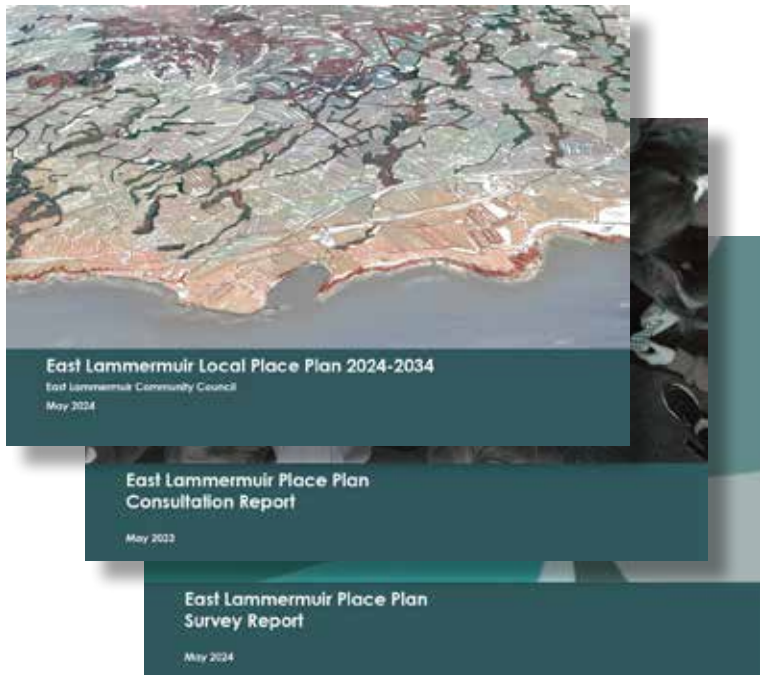 East Lammermuir Local Place Plan 2024-2034
East Lammermuir Community Council
May 2024
East Lammermuir Place Plan
Consultation Report
May 2023
East Lammermuir Place Plan
Survey Report
May 2024